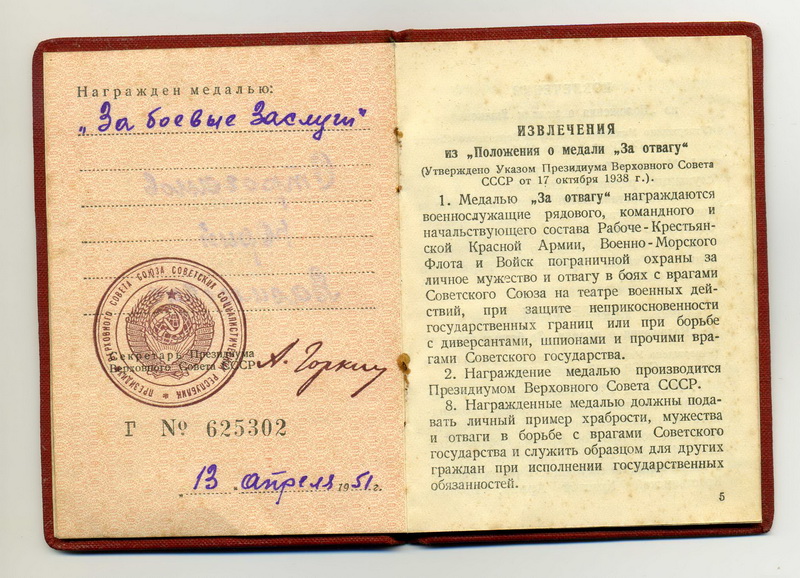 Награжден медалью:
„За боевые Заслуги"
Секретарь Президиума
Верховного Совета СССР
А. Горкин
Г № 625302
„13" апреля 1951 г.
ИЗВЛЕЧЕНИЯ
из „Положения о медали „За отвагу"
(Утверждено Указом Президиума Верховного Совета
СССР от 17 октября 1938 г.).
1. Медалью „За отвагу" награждаются
военнослужащие рядового, командного и
начальствующего состава Рабоче-Крестьян-
ской Красной Армии, Военно-Морского
Флота и Войск пограничной охраны за
личное мужество и отвагу в боях с врагами
Советского Союза на театре военных дей-
ствий, при защите неприкосновенности
государственных границ или при борьбе
с диверсантами, шпионами и прочими вра-
гами Советского государства.
2. Награждение медалью производится
Президиумом Верховного Совета СССР.
8. Награжденные медалью должны пода-
вать личный пример храбрости, мужества
и отваги в борьбе с врагами Советского
государства и служить образцом для других
граждан при исполнении государственных
обязанностей.
5